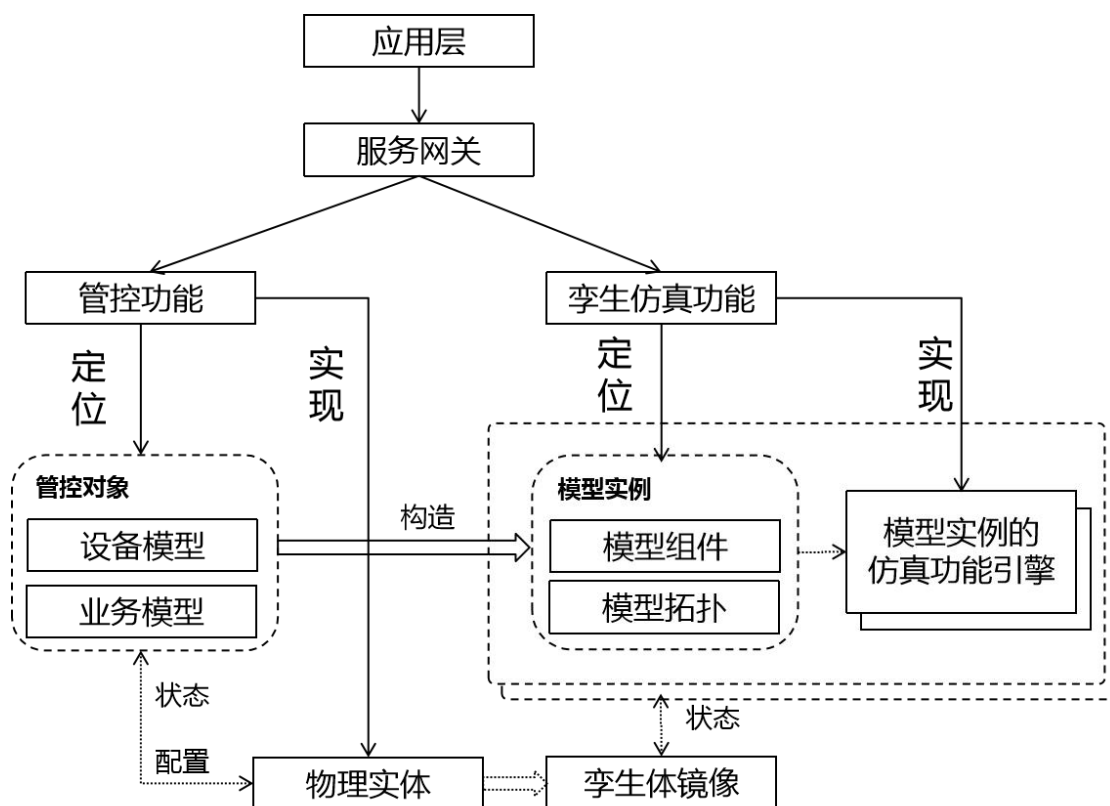 应用层
服务网关
管控功能
孪生仿真功能
定位
实现
定位
实现
管控对象
设备模型
业务模型
构造
模型实例
模型组件
模型拓扑
模型实例的
仿真功能引擎
状态
配置
状态
物理实体
孪生体镜像